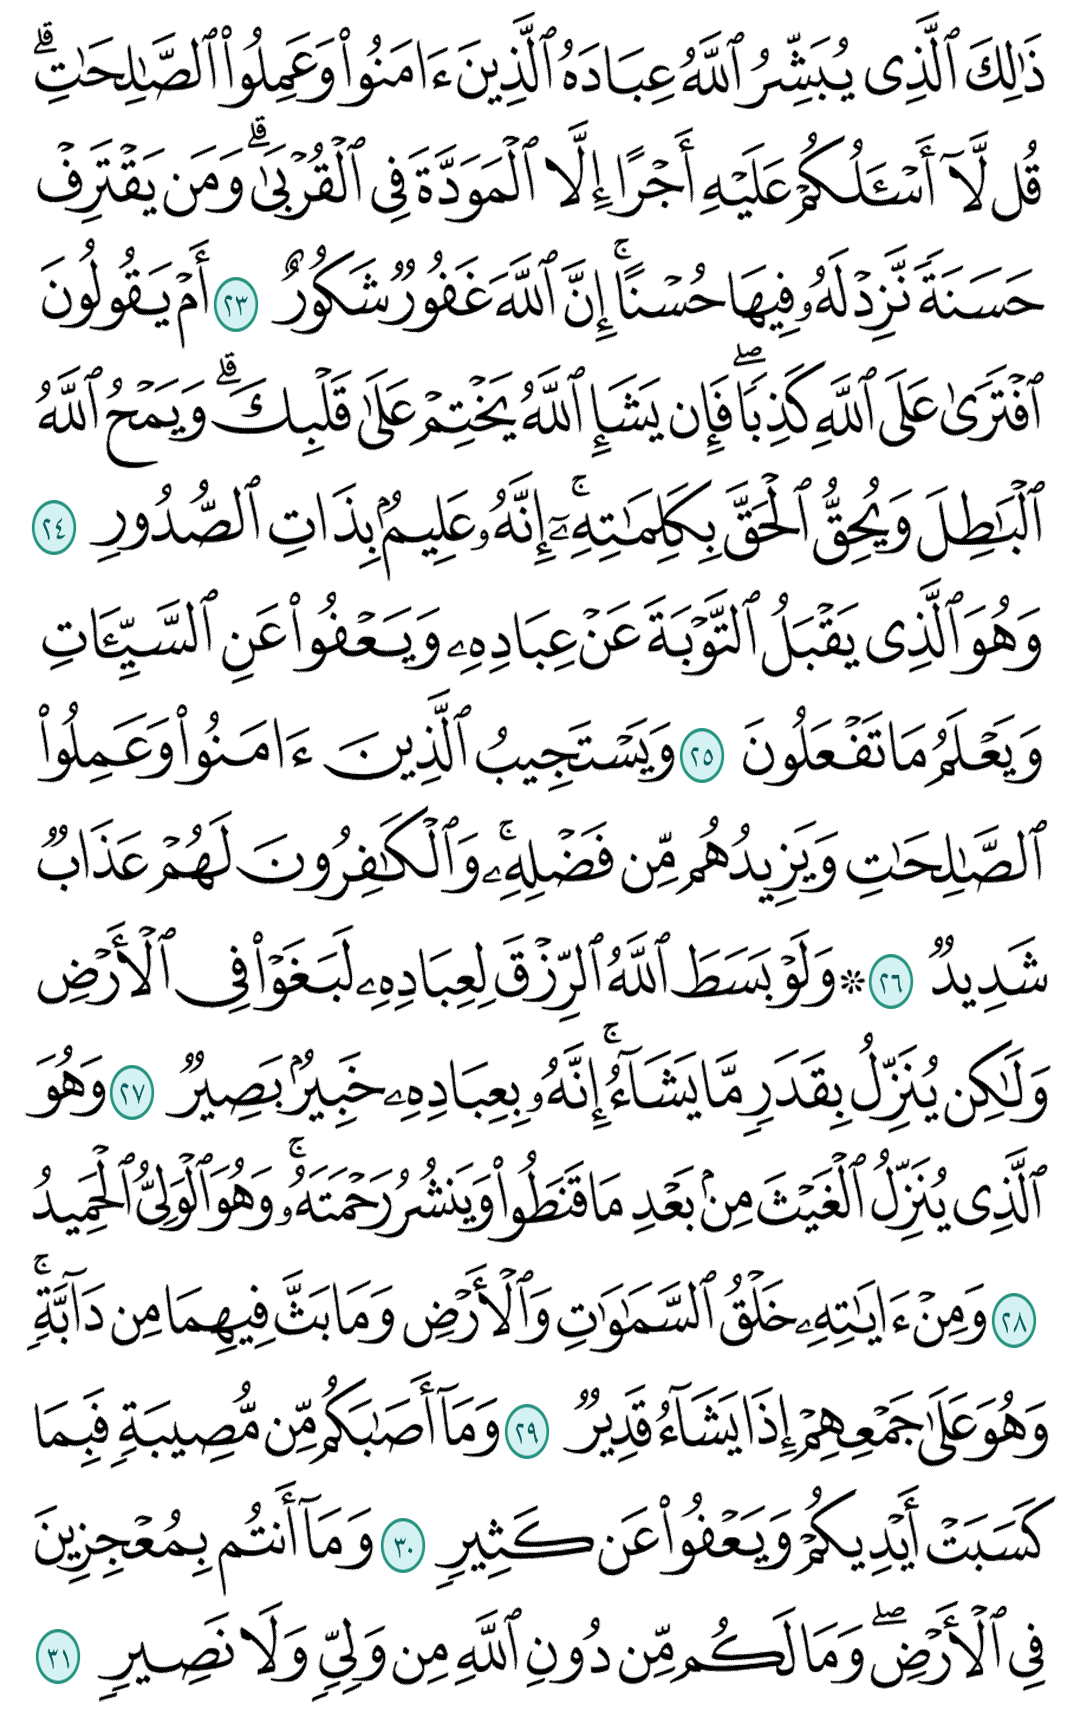 ذَٰلِكَ ٱلَّذِى يُبَشِّرُ ٱللَّهُ عِبَادَهُ ٱلَّذِينَ ءَامَنُوا۟ وَعَمِلُوا۟ ٱلصَّـٰلِحَـٰتِ ۗ
قُل لَّآ أَسْـَٔلُكُمْ عَلَيْهِ أَجْرًا إِلَّا ٱلْمَوَدَّةَ فِى ٱلْقُرْبَىٰ ۗ وَمَن يَقْتَرِفْ
حَسَنَةً نَّزِدْ لَهُۥ فِيهَا حُسْنًا ۚ إِنَّ ٱللَّهَ غَفُورٌ شَكُورٌ ٢٣ أَمْ يَقُولُونَ
ٱفْتَرَىٰ عَلَى ٱللَّهِ كَذِبًا ۖ فَإِن يَشَإِ ٱللَّهُ يَخْتِمْ عَلَىٰ قَلْبِكَ ۗ وَيَمْحُ ٱللَّهُ
ٱلْبَـٰطِلَ وَيُحِقُّ ٱلْحَقَّ بِكَلِمَـٰتِهِۦٓ ۚ إِنَّهُۥ عَلِيمٌۢ بِذَاتِ ٱلصُّدُورِ ٢٤
وَهُوَ ٱلَّذِى يَقْبَلُ ٱلتَّوْبَةَ عَنْ عِبَادِهِۦ وَيَعْفُوا۟ عَنِ ٱلسَّيِّـَٔاتِ
وَيَعْلَمُ مَا تَفْعَلُونَ ٢٥ وَيَسْتَجِيبُ ٱلَّذِينَ ءَامَنُوا۟ وَعَمِلُوا۟
ٱلصَّـٰلِحَـٰتِ وَيَزِيدُهُم مِّن فَضْلِهِۦ ۚ وَٱلْكَـٰفِرُونَ لَهُمْ عَذَابٌ
شَدِيدٌ ٢٦ ۞ وَلَوْ بَسَطَ ٱللَّهُ ٱلرِّزْقَ لِعِبَادِهِۦ لَبَغَوْا۟ فِى ٱلْأَرْضِ
وَلَـٰكِن يُنَزِّلُ بِقَدَرٍ مَّا يَشَآءُ ۚ إِنَّهُۥ بِعِبَادِهِۦ خَبِيرٌۢ بَصِيرٌ ٢٧ وَهُوَ
ٱلَّذِى يُنَزِّلُ ٱلْغَيْثَ مِنۢ بَعْدِ مَا قَنَطُوا۟ وَيَنشُرُ رَحْمَتَهُۥ ۚ وَهُوَ ٱلْوَلِىُّ ٱلْحَمِيدُ
٢٨ وَمِنْ ءَايَـٰتِهِۦ خَلْقُ ٱلسَّمَـٰوَٰتِ وَٱلْأَرْضِ وَمَا بَثَّ فِيهِمَا مِن دَآبَّةٍ ۚ
وَهُوَ عَلَىٰ جَمْعِهِمْ إِذَا يَشَآءُ قَدِيرٌ ٢٩ وَمَآ أَصَـٰبَكُم مِّن مُّصِيبَةٍ فَبِمَا
كَسَبَتْ أَيْدِيكُمْ وَيَعْفُوا۟ عَن كَثِيرٍ ٣٠ وَمَآ أَنتُم بِمُعْجِزِينَ
فِى ٱلْأَرْضِ ۖ وَمَا لَكُم مِّن دُونِ ٱللَّهِ مِن وَلِىٍّ وَلَا نَصِيرٍ ٣١